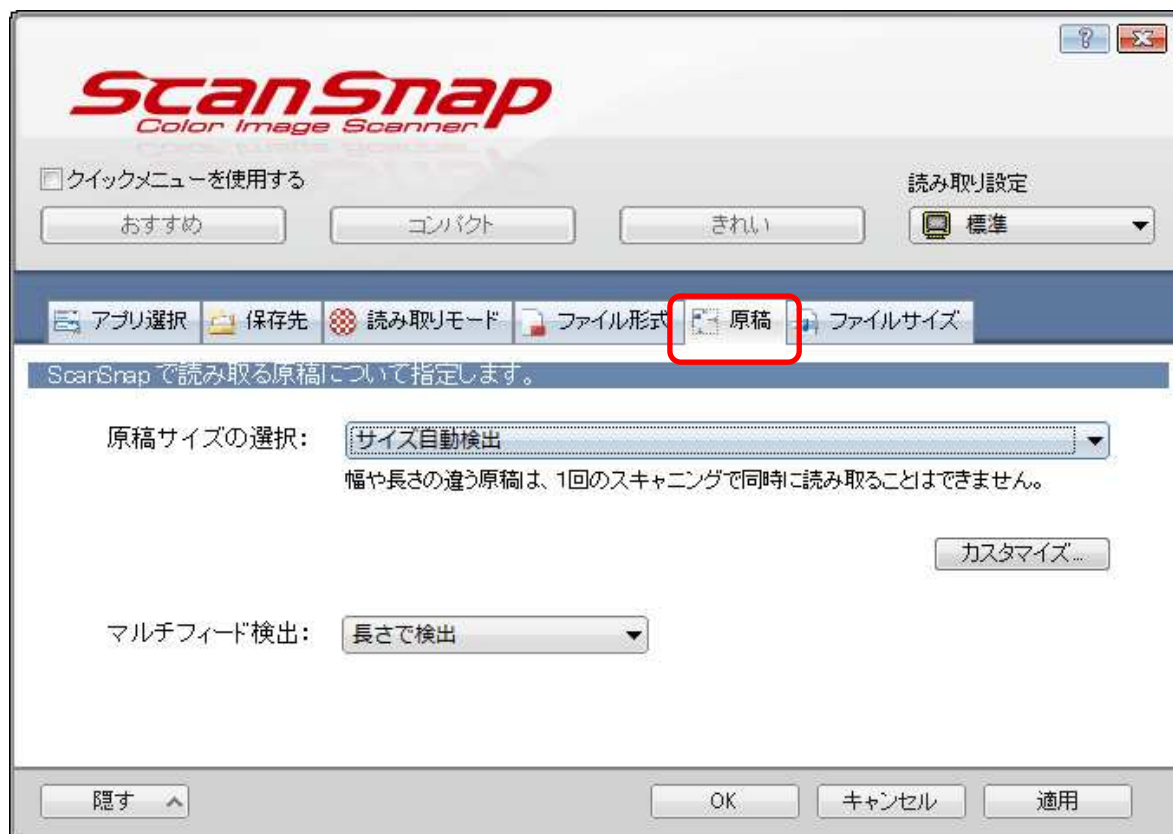 ScanSnap
Color Image Scanner
クイックメニューを使用する
読み取り設定
おすすめ コンパクト きれい 標準
アプリ選択 保存先 読み取りモード ファイル形式 原稿 ファイルサイズ
ScanSnap で読み取る原稿について指定します。
原稿サイズの選択: サイズ自動検出
幅や長さの違う原稿は、1回のスキャニングで同時に読み取ることはできません。
カスタマイズ...
マルチフィード検出: 長さで検出
隠す OK キャンセル 適用